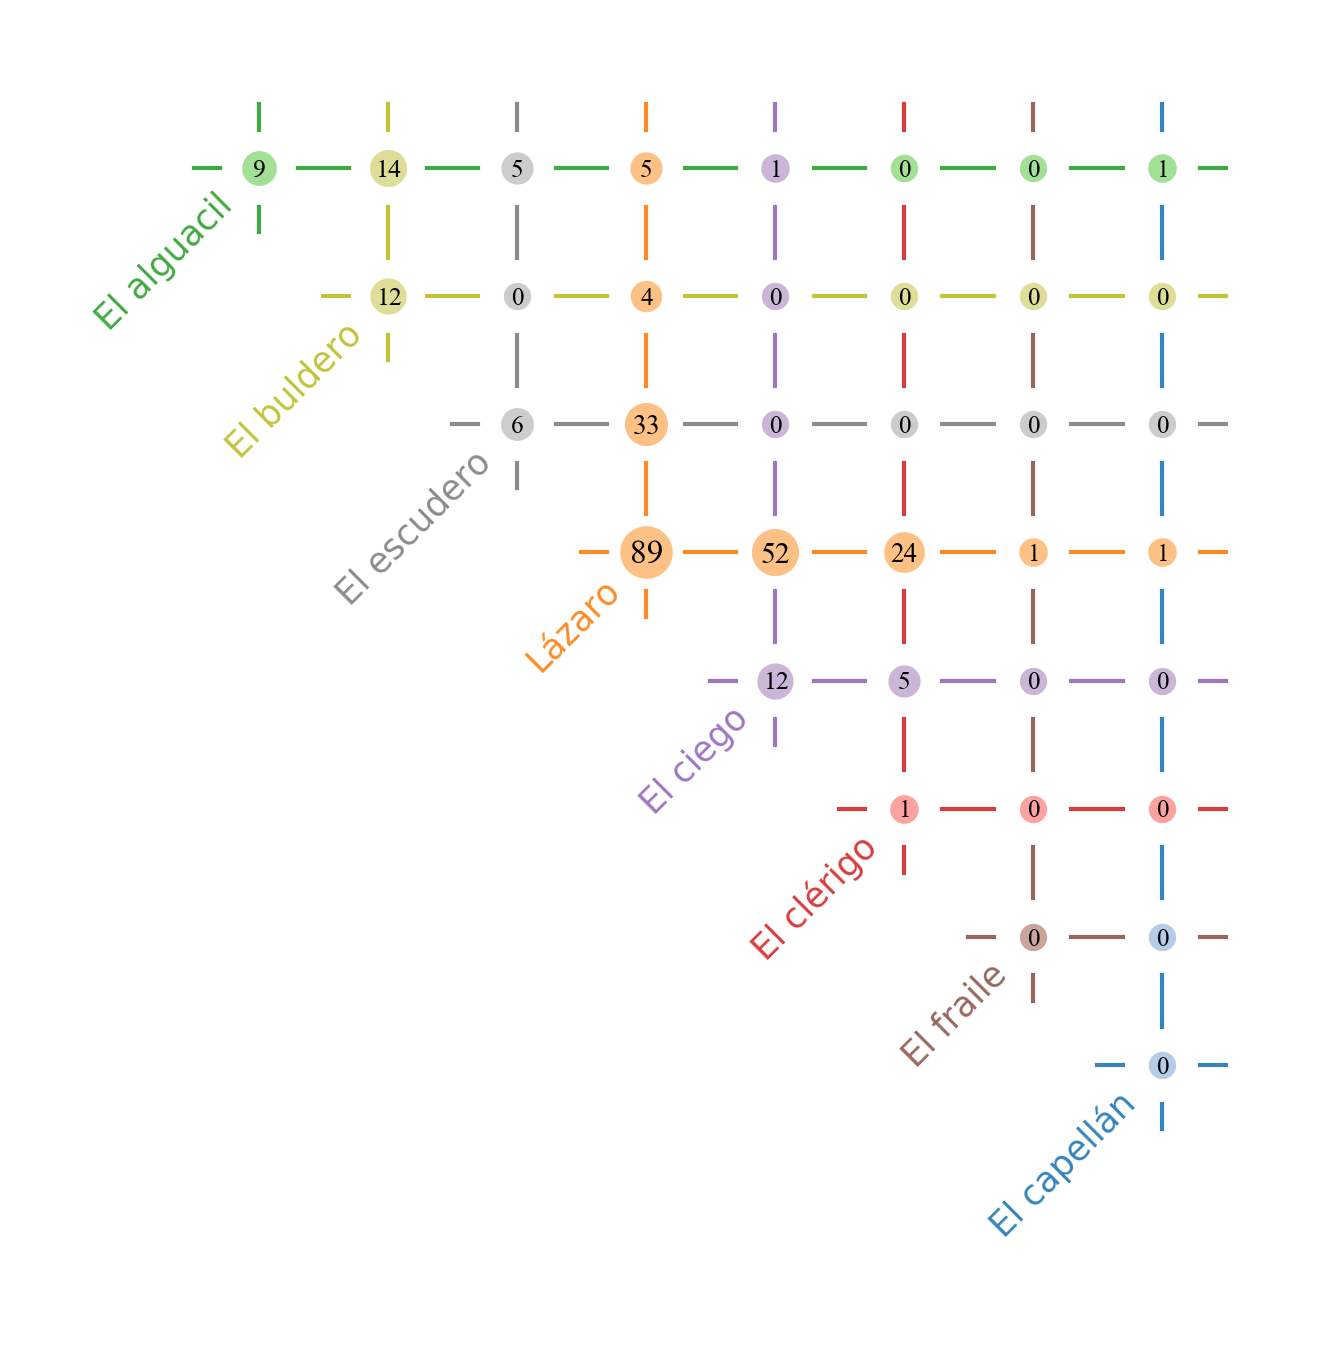 9 14 5 5 1 0 0 1
El alguacil
12 0 4 0 0 0 0
El buldero
6 33 0 0 0 0
El escudero
89 52 24 1 1
Lázaro
12 5 0 0
El ciego
1 0 0
El clérigo
0 0
El fraile
0
El capellán